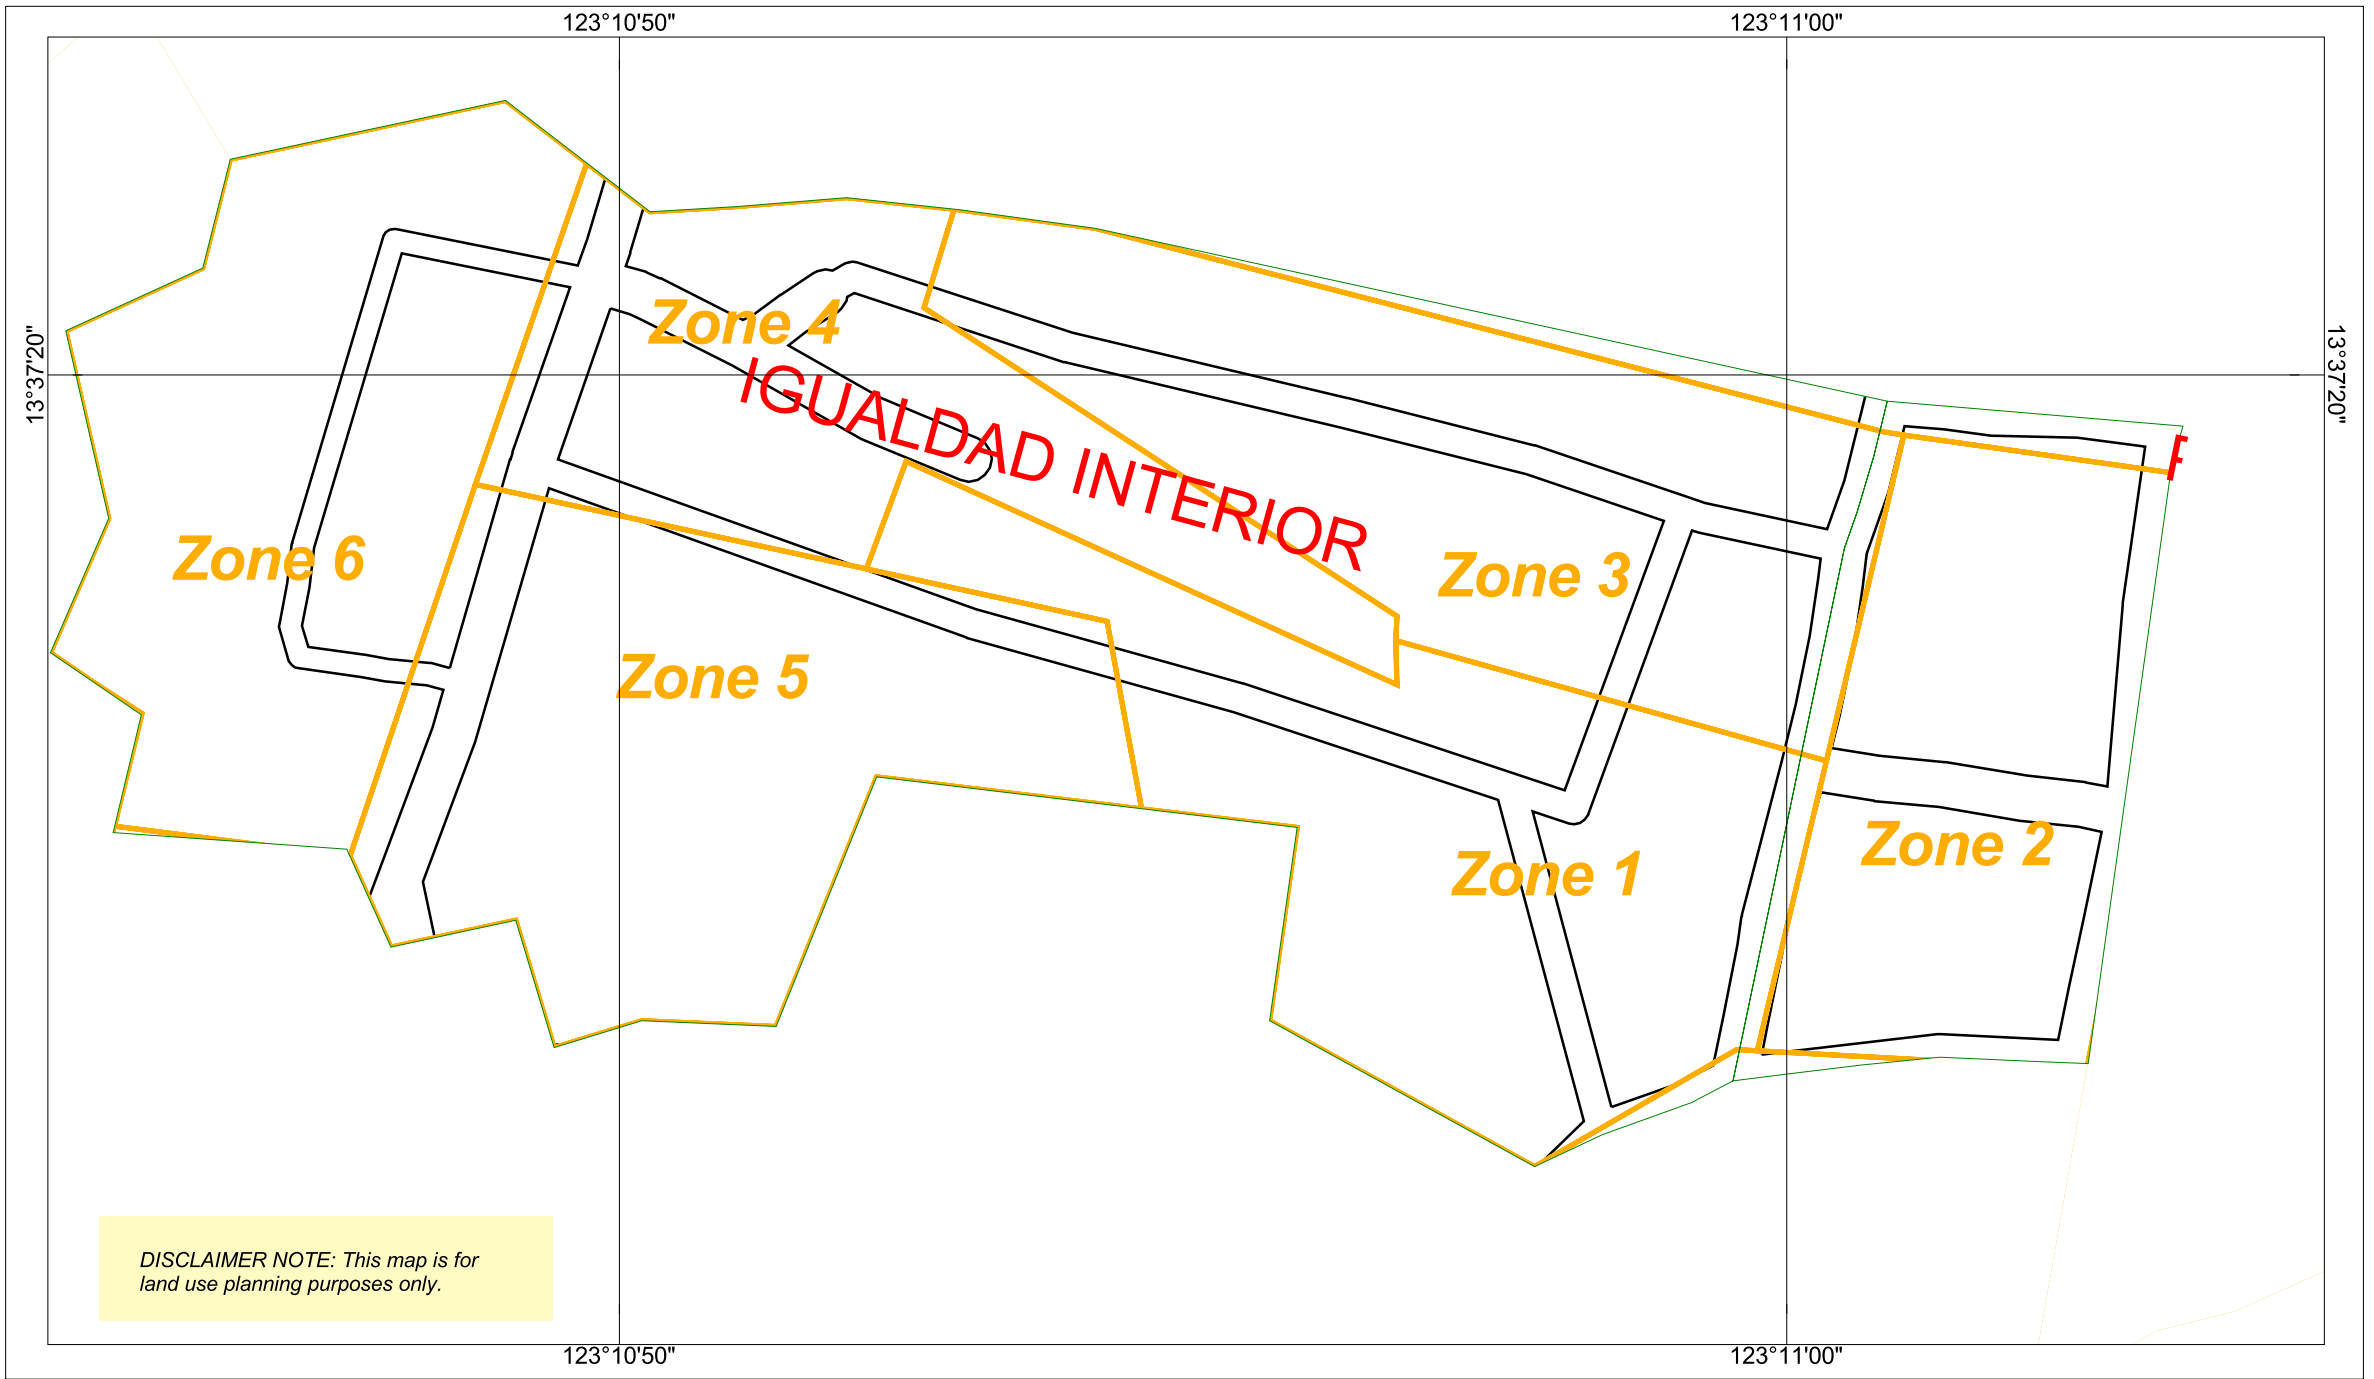 123°10'50" 123°11'00"
13°37'20"
13°37'20"
Zone 4
IGUALDAD INTERIOR
Zone 6
Zone 3
Zone 5
Zone 1
Zone 2
DISCLAIMER NOTE: This map is for
land use planning purposes only.
123°10'50" 123°11'00"